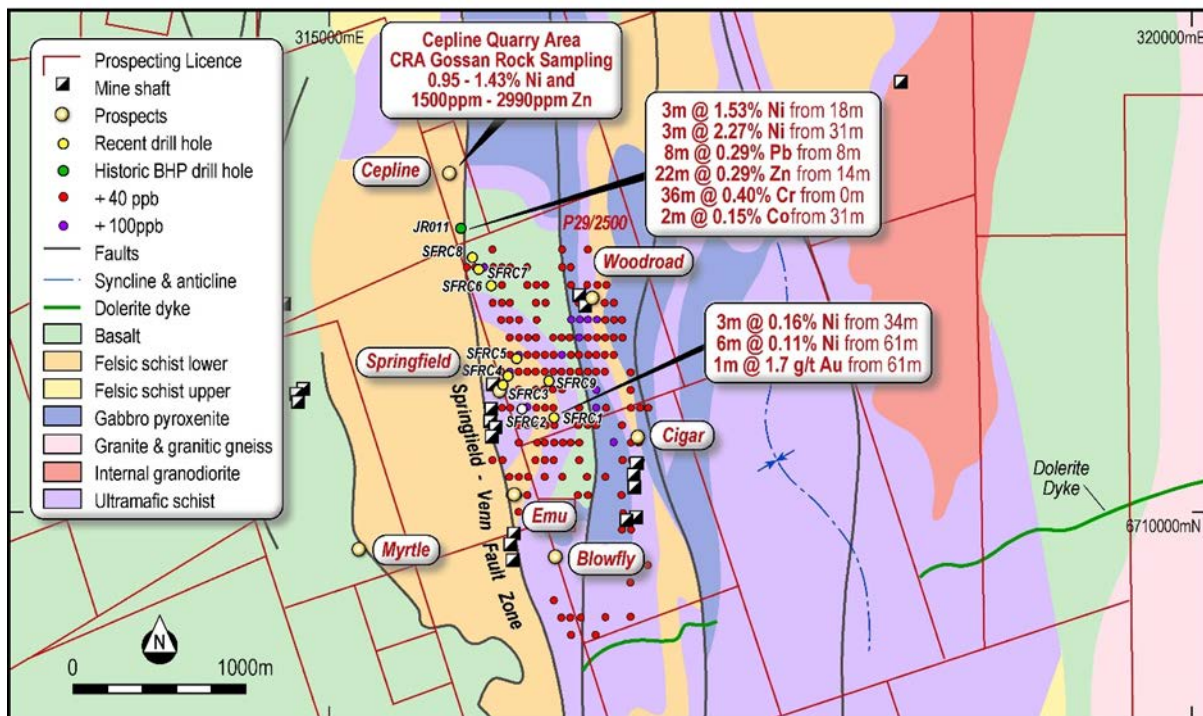 315000mE
320000mE
Prospecting Licence
Mine shaft
Prospects
Recent drill hole
Historic BHP drill hole
+ 40 ppb
+ 100ppb
Faults
Syncline & anticline
Dolerite dyke
Basalt
Felsic schist lower
Felsic schist upper
Gabbro pyroxenite
Granite & granitic gneiss
Internal granodiorite
Ultramafic schist
Cepline Quarry Area
CRA Gossan Rock Sampling
0.95 - 1.43% Ni and
1500ppm - 2990ppm Zn
3m @ 1.53% Ni from 18m
3m @ 2.27% Ni from 31m
8m @ 0.29% Pb from 8m
22m @ 0.29% Zn from 14m
36m @ 0.40% Cr from 0m
2m @ 0.15% Co from 31m
Cepline
JR011
P29/2500
SFRC8
SFRC7
SFRC6
Woodroad
3m @ 0.16% Ni from 34m
6m @ 0.11% Ni from 61m
1m @ 1.7 g/t Au from 61m
Springfield
SFRC5
SFRC4
SFRC3
SFRC9
SFRC2
SFRC1
Cigar
Springfield - Venn Fault Zone
Dolerite
Dyke
Emu
6710000mN
Myrtle
Blowfly
N
0
1000m